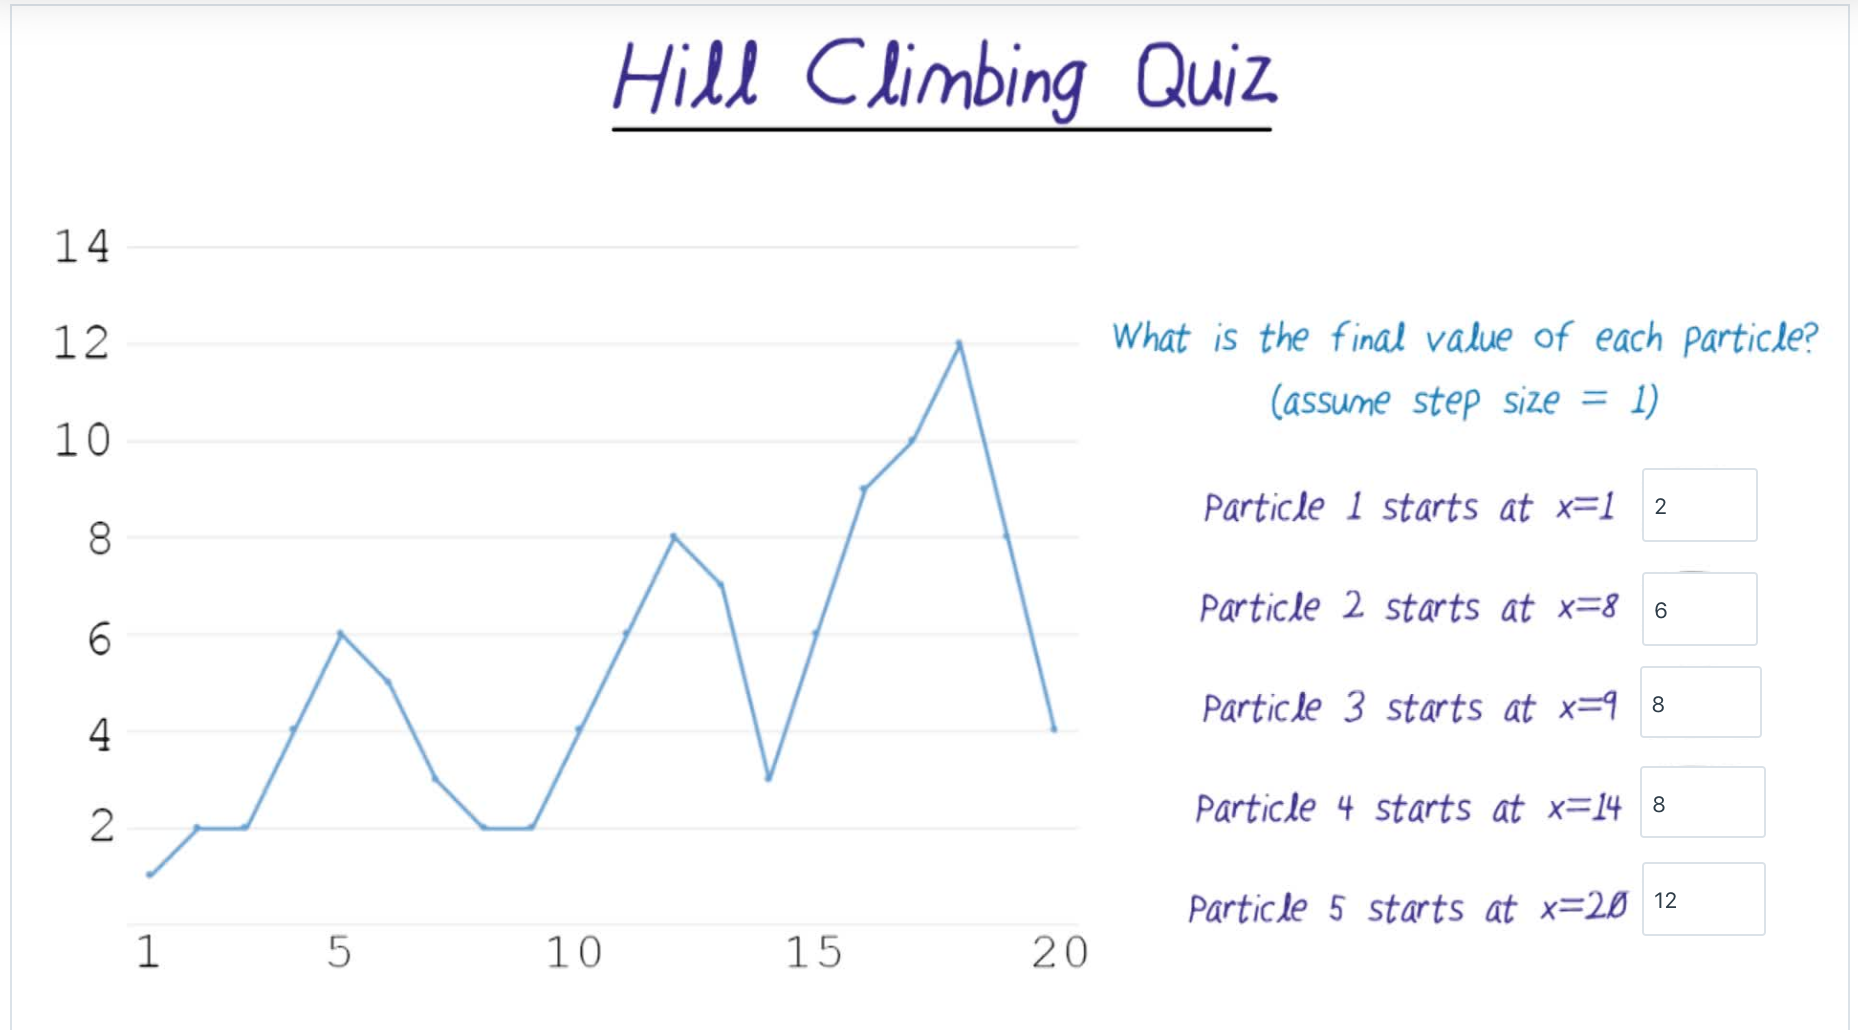 Hill Climbing Quiz
14
12
10
8
6
4
2
1 5 10 15 20
What is the final value of each particle?
(assume step size = 1)
Particle 1 starts at x=1 2
Particle 2 starts at x=8 6
Particle 3 starts at x=9 8
Particle 4 starts at x=14 8
Particle 5 starts at x=20 12